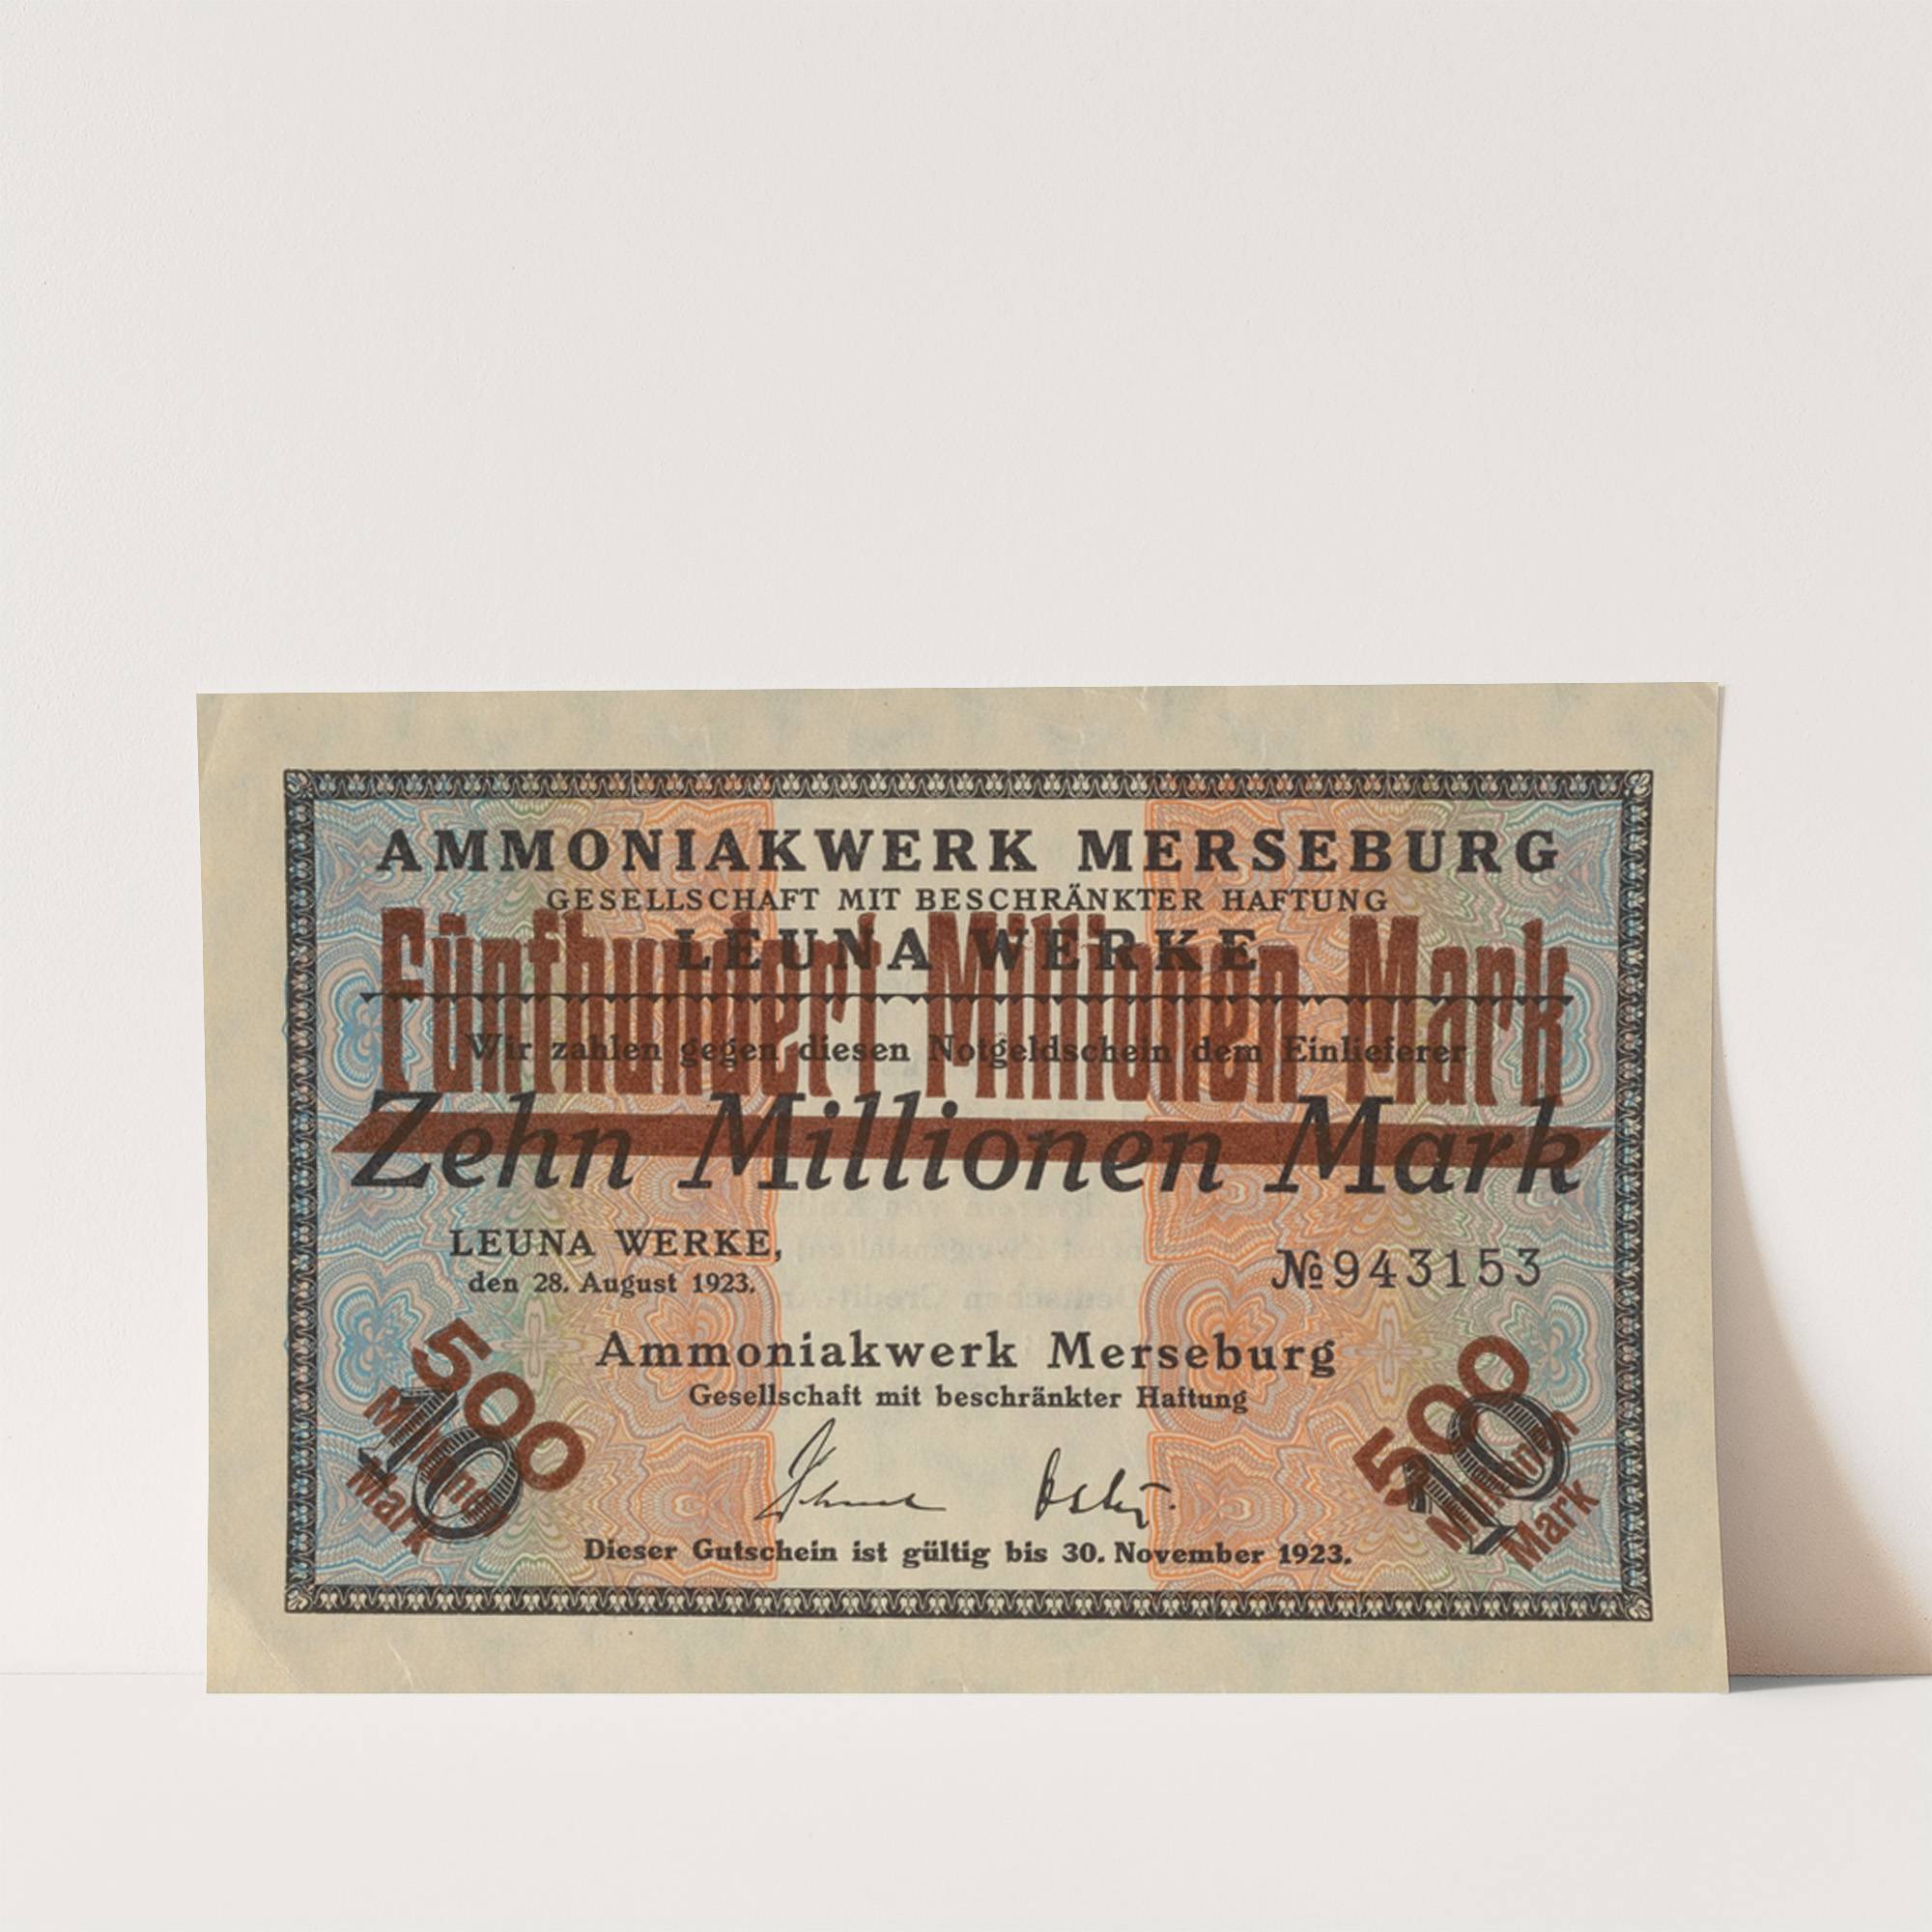 AMMONIAKWERK MERSEBURG
GESELLSCHAFT MIT BESCHRÄNKTER HAFTUNG
LEUNA WERKE
Fünfhundert Millionen Mark
Wir zahlen gegen diesen Notgeldschein dem Einlieferer
Zehn Millionen Mark
LEUNA WERKE,
den 28. August 1923.
№943153
Ammoniakwerk Merseburg
Gesellschaft mit beschränkter Haftung
Dieser Gutschein ist gültig bis 30. November 1923.
500
Millionen
Mark
10
500
Millionen
Mark
10